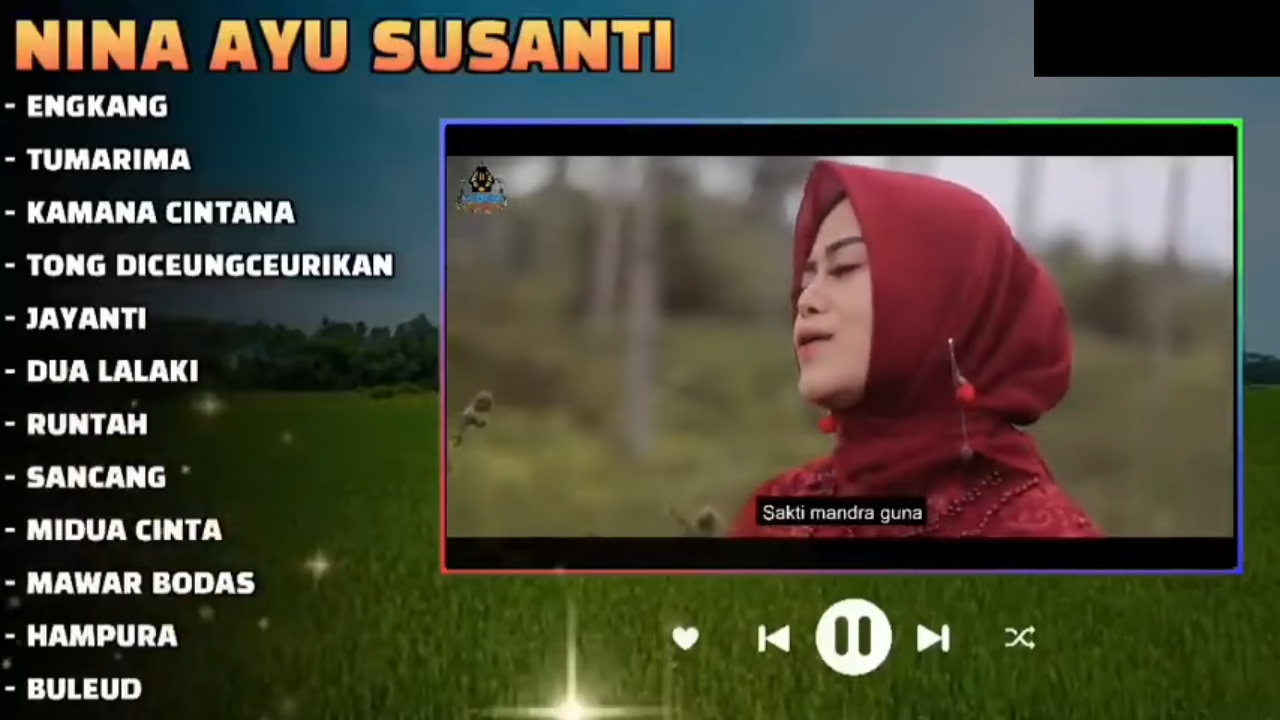 NINA AYU SUSANTI
- ENGKANG
- TUMARIMA
- KAMANA CINTANA
- TONG DICEUNGCEURIKAN
- JAYANTI
- DUA LALAKI
- RUNTAH
- SANCANG
- MIDUA CINTA
- MAWAR BODAS
- HAMPURA
- BULEUD
Sakti mandra guna